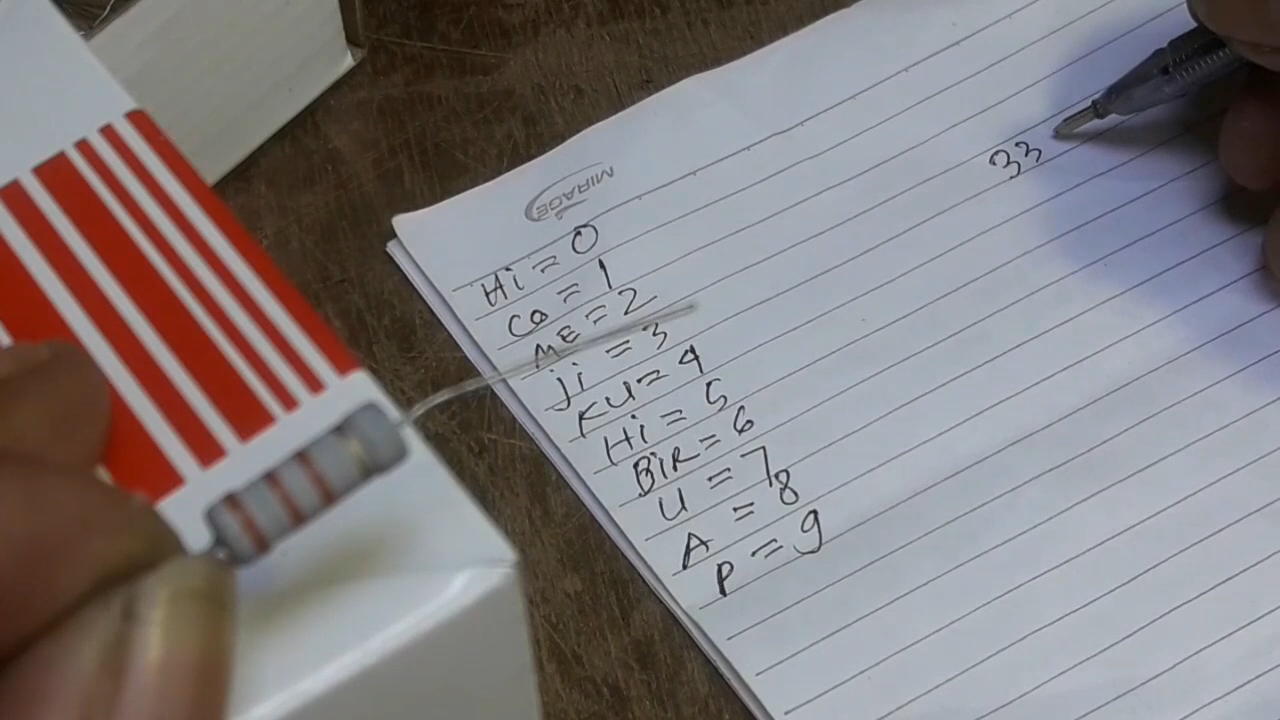 MIRAGE
33
Hi = 0
Co = 1
ME = 2
ji = 3
KU = 4
Hi = 5
BiR = 6
U = 7
A = 8
P = 9